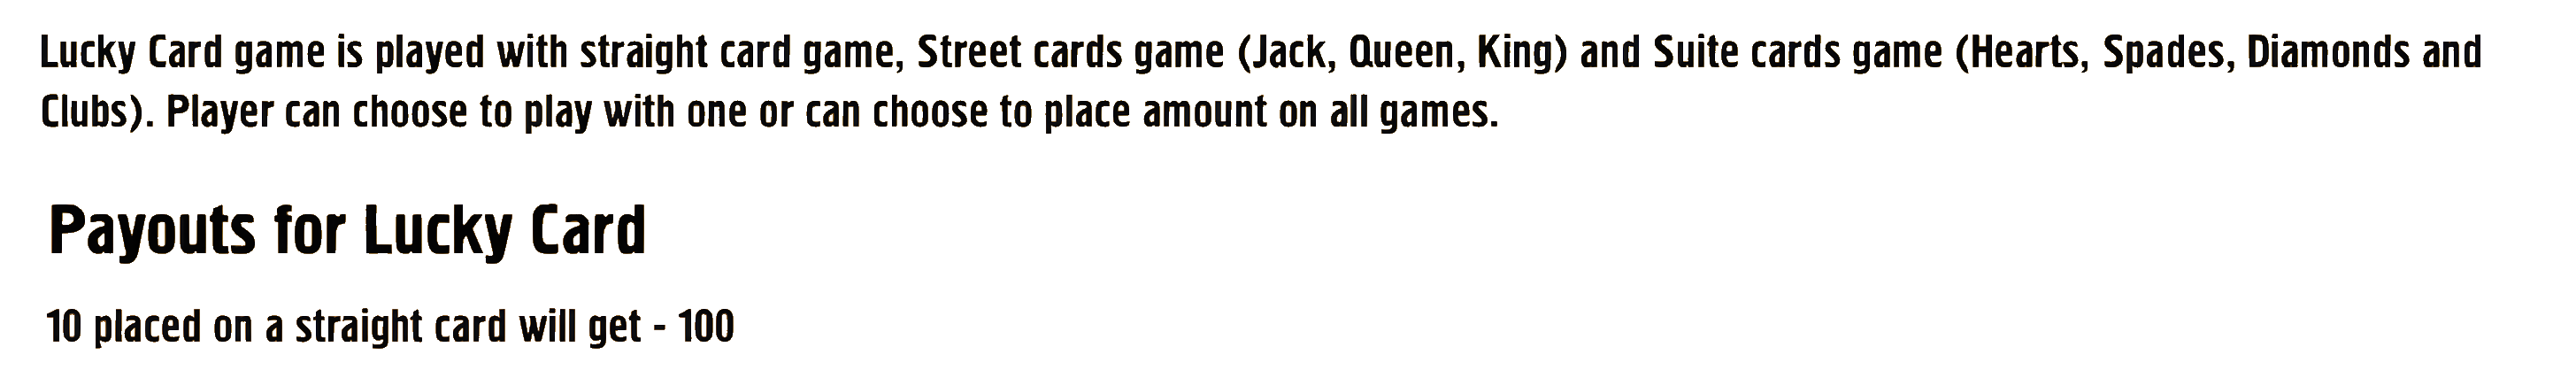 Lucky Card game is played with straight card game, Street cards game (Jack, Queen, King) and Suite cards game (Hearts, Spades, Diamonds and
Clubs). Player can choose to play with one or can choose to place amount on all games.
Payouts for Lucky Card
10 placed on a straight card will get - 100